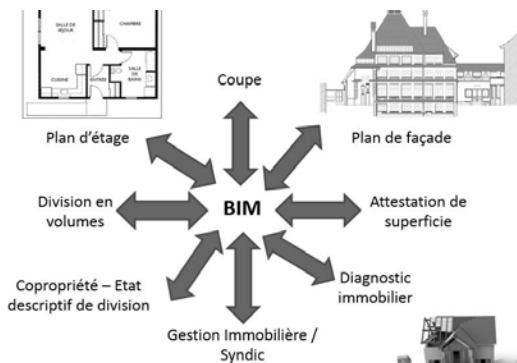 SALLE DE
SÉJOUR
CHAMBRE
CUISINE
ENTRÉE
SALLE
DE
BAINS
Coupe
Plan d'étage
Plan de façade
Division en
volumes
BIM
Attestation de
superficie
Copropriété – Etat
descriptif de division
Diagnostic
immobilier
Gestion Immobilière /
Syndic